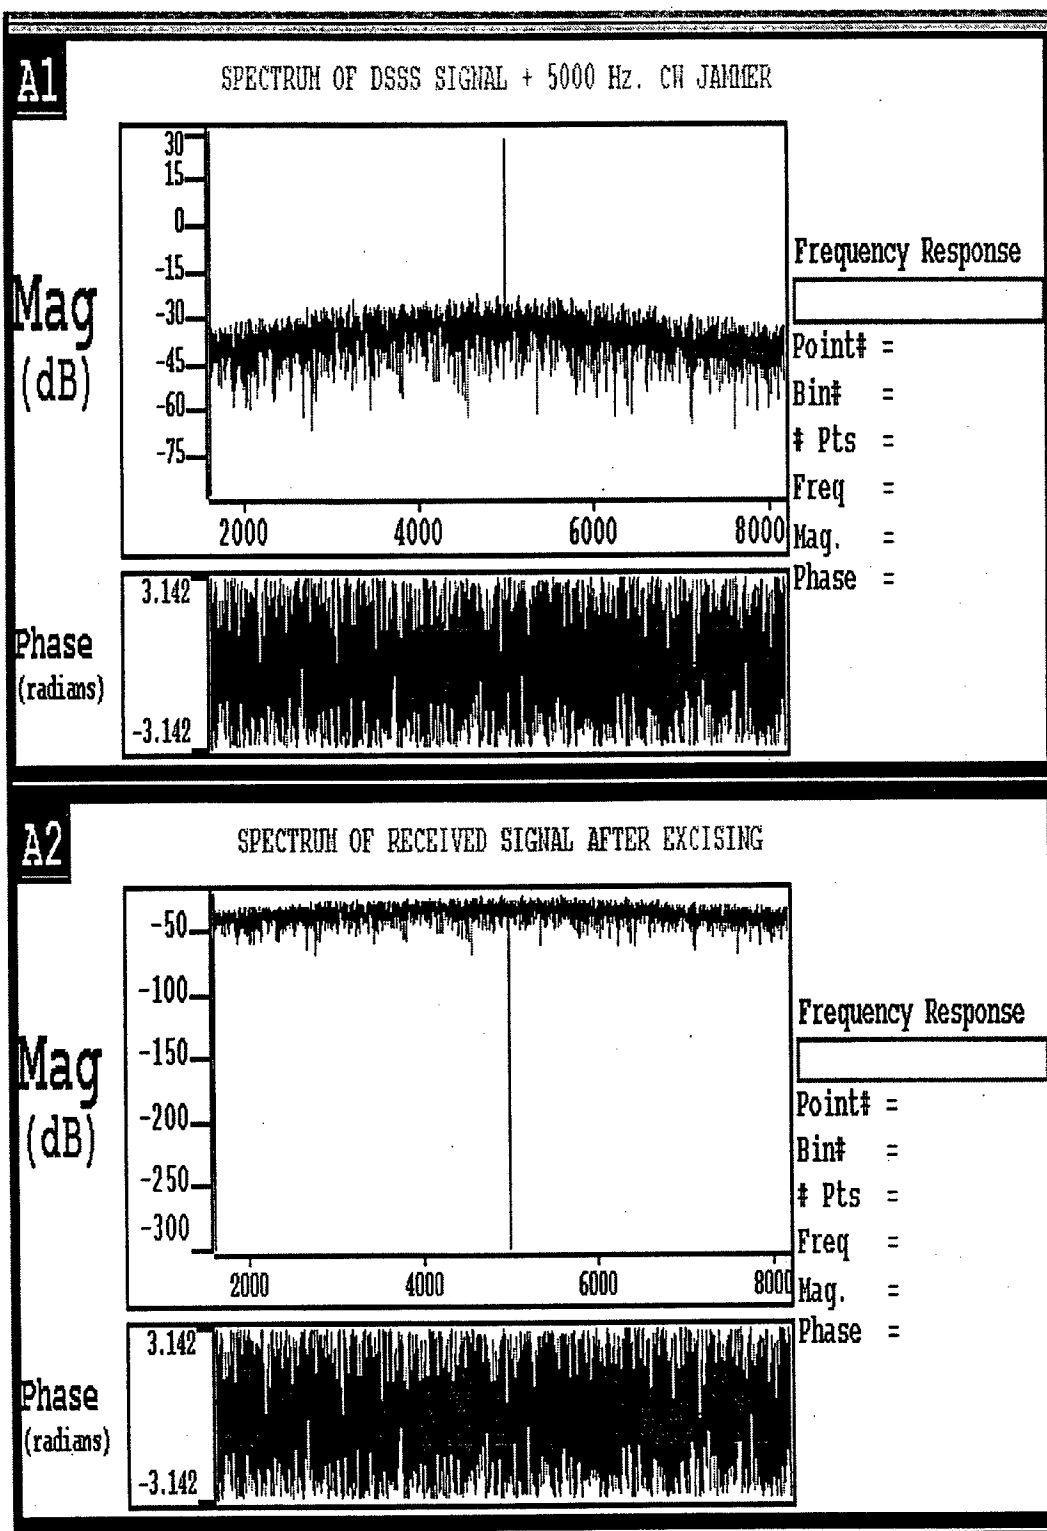 A1
SPECTRUM OF DSSS SIGNAL + 5000 Hz. CW JAMMER
30
15
0
-15
-30
-45
-60
-75
Mag
(dB)
2000 4000 6000 8000
Frequency Response
Point# =
Bin# =
# Pts =
Freq =
Mag. =
Phase =
3.142
Phase
(radians)
-3.142
A2
SPECTRUM OF RECEIVED SIGNAL AFTER EXCISING
-50
-100
-150
-200
-250
-300
Mag
(dB)
2000 4000 6000 8000
Frequency Response
Point# =
Bin# =
# Pts =
Freq =
Mag. =
Phase =
3.142
Phase
(radians)
-3.142